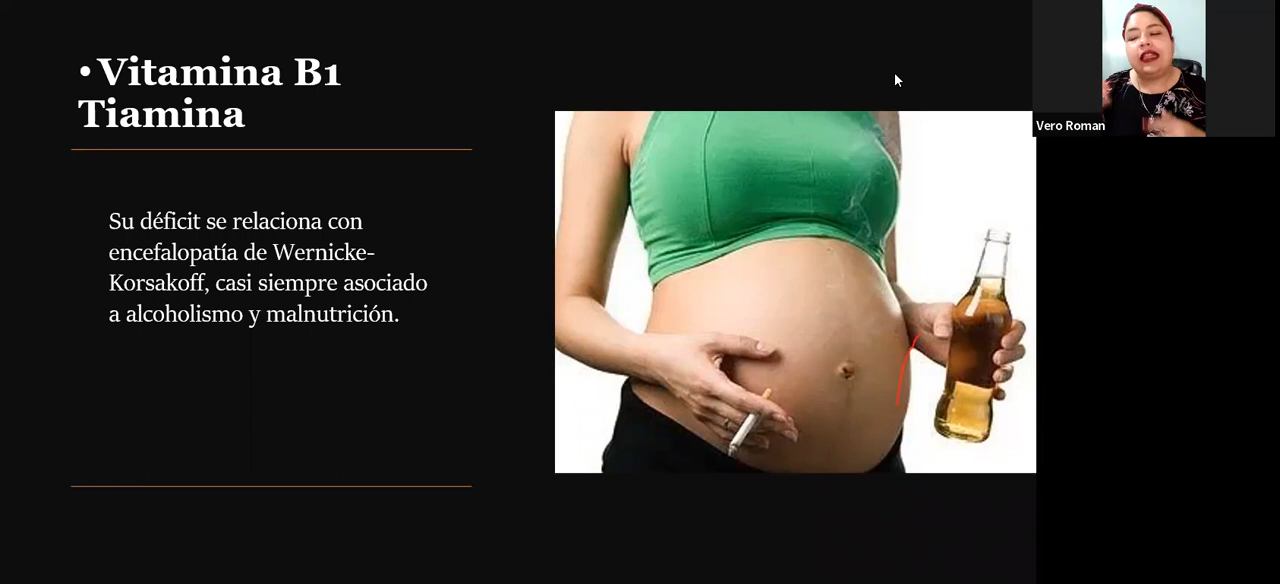 • Vitamina B1
Tiamina
Su déficit se relaciona con
encefalopatía de Wernicke-
Korsakoff, casi siempre asociado
a alcoholismo y malnutrición.
Vero Roman